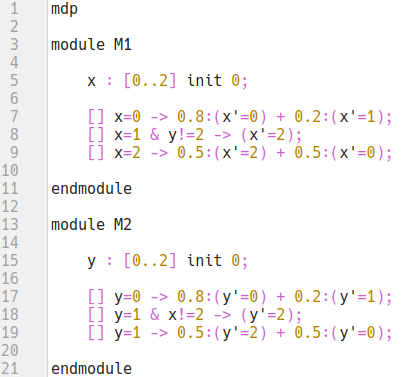 1 mdp
2
3 module M1
4
5 x : [0..2] init 0;
6
7 [] x=0 -> 0.8:(x'=0) + 0.2:(x'=1);
8 [] x=1 & y!=2 -> (x'=2);
9 [] x=2 -> 0.5:(x'=2) + 0.5:(x'=0);
10
11 endmodule
12
13 module M2
14
15 y : [0..2] init 0;
16
17 [] y=0 -> 0.8:(y'=0) + 0.2:(y'=1);
18 [] y=1 & x!=2 -> (y'=2);
19 [] y=1 -> 0.5:(y'=2) + 0.5:(y'=0);
20
21 endmodule